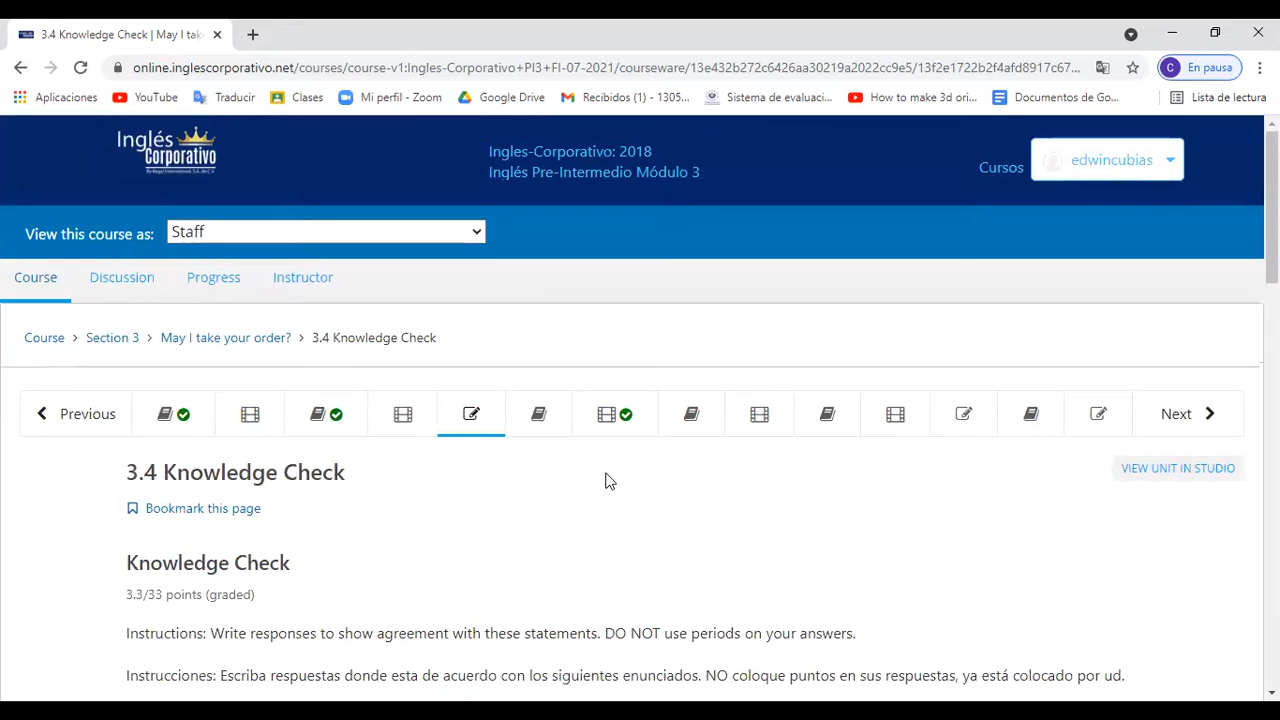 3.4 Knowledge Check | May I tak
online.inglescorporativo.net/courses/course-v1:Ingles-Corporativo+PI3+FI-07-2021/courseware/13e432b272c6426aa30219a2022cc9e5/13f2e1722b2f4afd8917c67...
C En pausa
Aplicaciones YouTube Traducir Clases Mi perfil - Zoom Google Drive Recibidos (1) - 1305... Sistema de evaluaci... How to make 3d ori... Documentos de Go... Lista de lectura
Inglés
Corporativo
Ingles-Corporativo: 2018
Inglés Pre-Intermedio Módulo 3
Cursos edwincubias
View this course as: Staff
Course Discussion Progress Instructor
Course > Section 3 > May I take your order? > 3.4 Knowledge Check
Previous Next
3.4 Knowledge Check
VIEW UNIT IN STUDIO
Bookmark this page
Knowledge Check
3.3/33 points (graded)
Instructions: Write responses to show agreement with these statements. DO NOT use periods on your answers.
Instrucciones: Escriba respuestas donde esta de acuerdo con los siguientes enunciados. NO coloque puntos en sus respuestas, ya está colocado por ud.